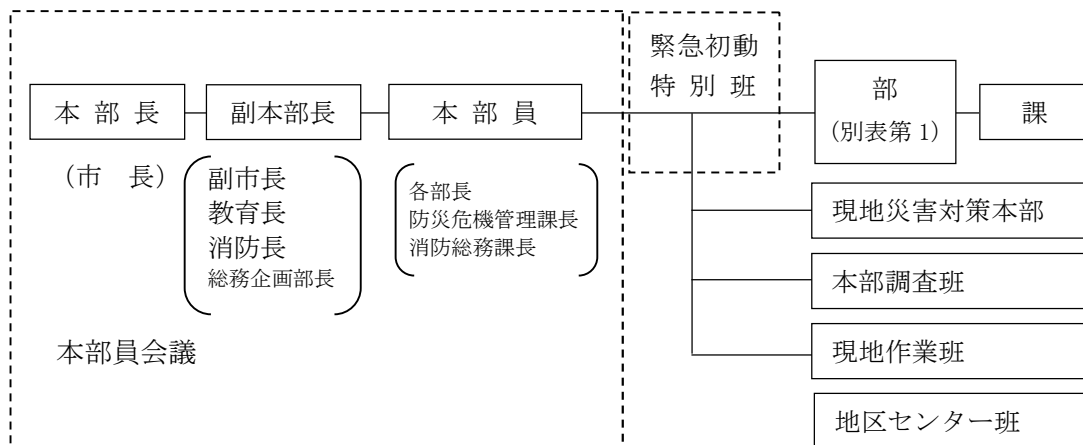 緊急初動
特 別 班
本 部 長
副本部長
本 部 員
部
(別表第1)
課
(市 長)
副市長
教育長
消防長
総務企画部長
各部長
防災危機管理課長
消防総務課長
現地災害対策本部
本部調査班
現地作業班
地区センター班
本部員会議